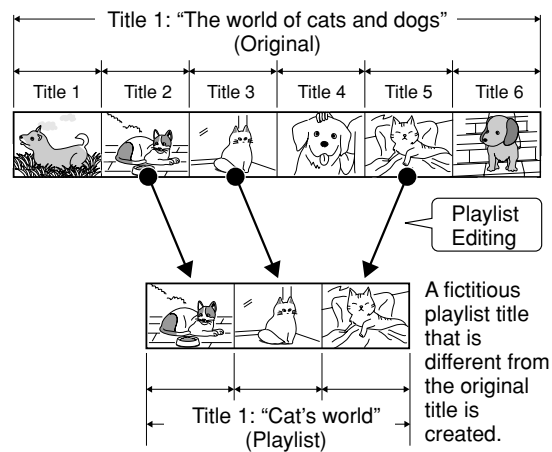 Title 1: “The world of cats and dogs”
(Original)
Title 1 Title 2 Title 3 Title 4 Title 5 Title 6
Playlist
Editing
A fictitious
playlist title
that is
different from
the original
title is
created.
Title 1: “Cat's world”
(Playlist)